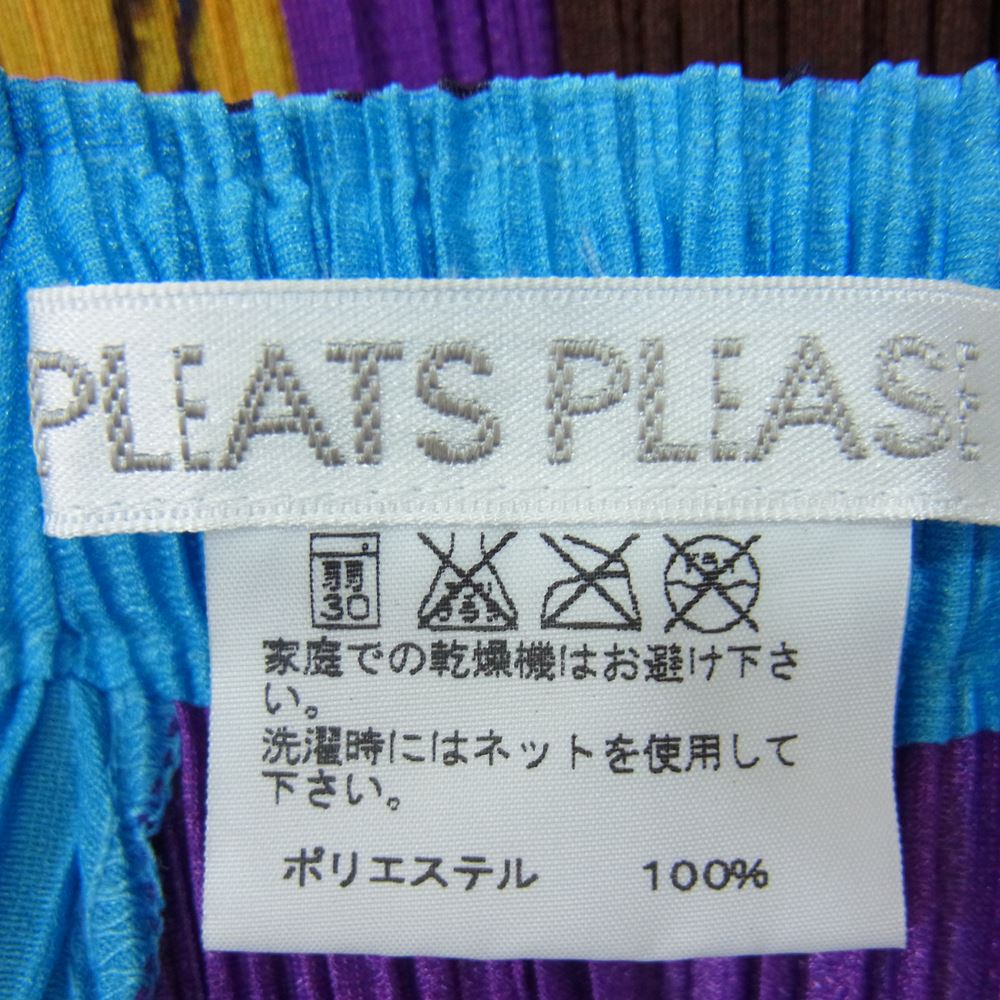 PLEATS PLEASE
弱
30
家庭での乾燥機はお避け下さ
い。
洗濯時にはネットを使用して
下さい。
ポリエステル 100%